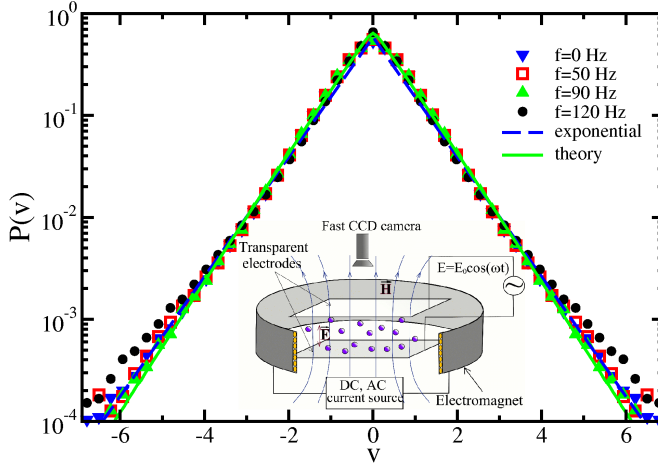 10^0
10^-1
10^-2
10^-3
10^-4
P(v)
f=0 Hz
f=50 Hz
f=90 Hz
f=120 Hz
exponential
theory
Fast CCD camera
Transparent
electrodes
E=E₀cos(ωt)
H
E
DC, AC
current source
Electromagnet
-6 -4 -2 0 2 4 6
v